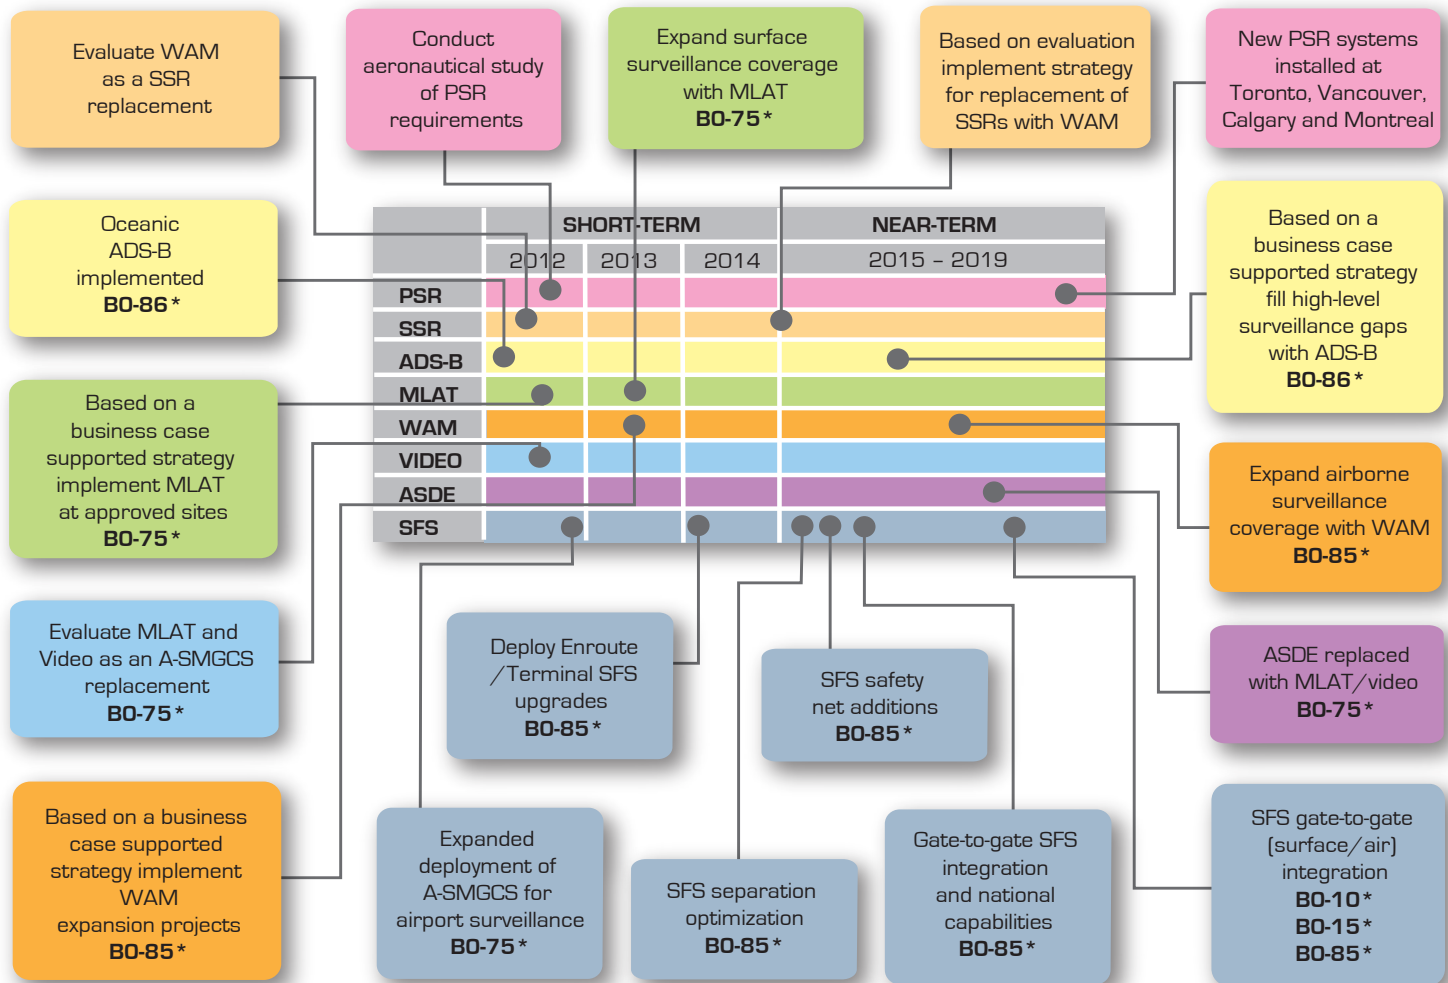 Evaluate WAM
as a SSR
replacement
Conduct
aeronautical study
of PSR
requirements
Expand surface
surveillance coverage
with MLAT
B0-75*
Based on evaluation
implement strategy
for replacement of
SSRs with WAM
New PSR systems
installed at
Toronto, Vancouver,
Calgary and Montreal
Oceanic
ADS-B
implemented
B0-86*
SHORT-TERM
NEAR-TERM
2012
2013
2014
2015 – 2019
PSR
SSR
ADS-B
MLAT
WAM
VIDEO
ASDE
SFS
Based on a
business case
supported strategy
fill high-level
surveillance gaps
with ADS-B
B0-86*
Based on a
business case
supported strategy
implement MLAT
at approved sites
B0-75*
Expand airborne
surveillance
coverage with WAM
B0-85*
Evaluate MLAT and
Video as an A-SMGCS
replacement
B0-75*
Deploy Enroute
/Terminal SFS
upgrades
B0-85*
SFS safety
net additions
B0-85*
ASDE replaced
with MLAT/video
B0-75*
Based on a business
case supported
strategy implement
WAM
expansion projects
B0-85*
Expanded
deployment of
A-SMGCS for
airport surveillance
B0-75*
SFS separation
optimization
B0-85*
Gate-to-gate SFS
integration
and national
capabilities
B0-85*
SFS gate-to-gate
(surface/air)
integration
B0-10*
B0-15*
B0-85*